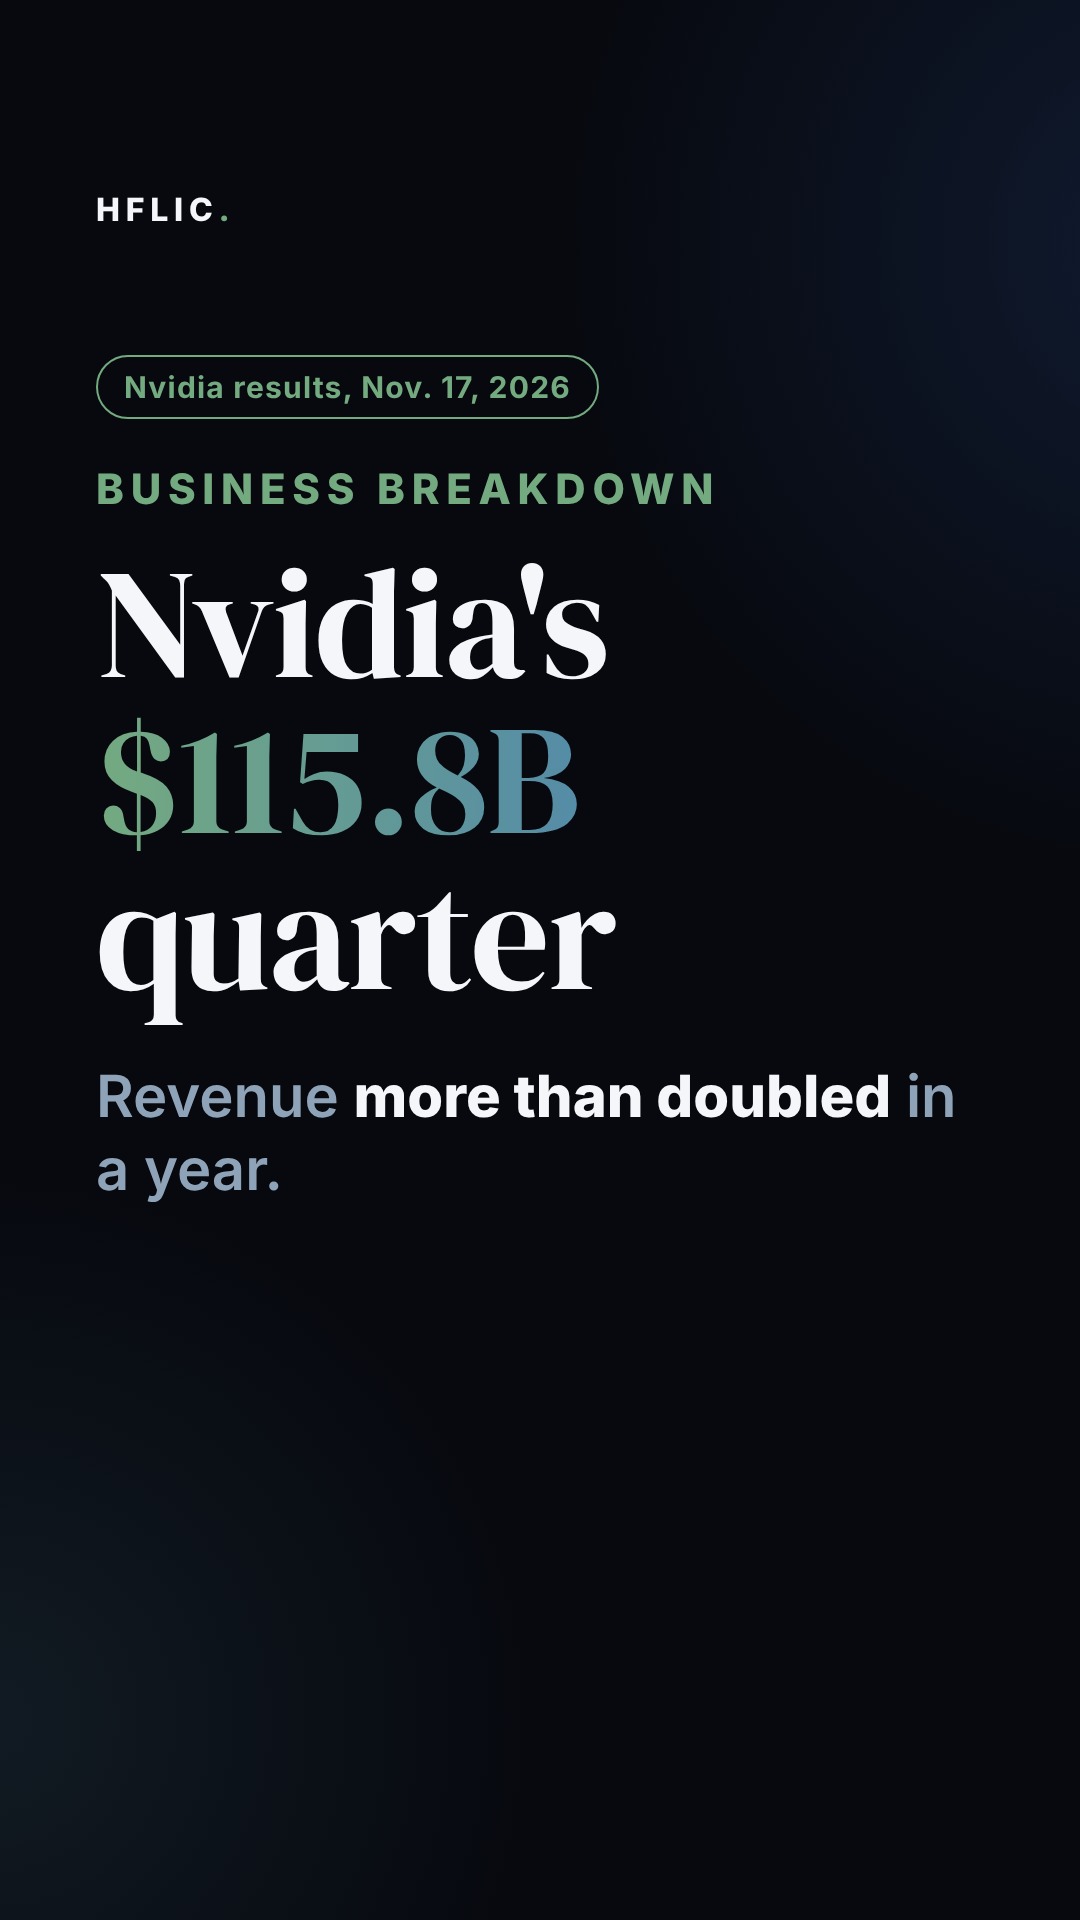 HFLIC.
Nvidia results, Nov. 17, 2026
BUSINESS BREAKDOWN
Nvidia's
$115.8B
quarter
Revenue more than doubled in
a year.